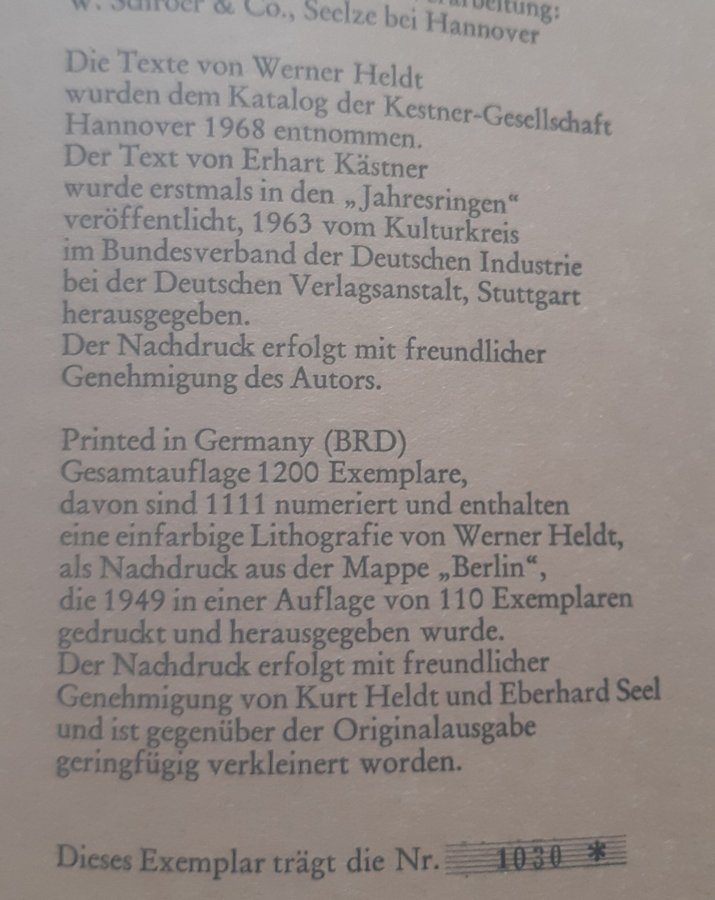 W. Schröer & Co., Seelze bei Hannover
Die Texte von Werner Heldt
wurden dem Katalog der Kestner-Gesellschaft
Hannover 1968 entnommen.
Der Text von Erhart Kästner
wurde erstmals in den „Jahresringen“
veröffentlicht, 1963 vom Kulturkreis
im Bundesverband der Deutschen Industrie
bei der Deutschen Verlagsanstalt, Stuttgart
herausgegeben.
Der Nachdruck erfolgt mit freundlicher
Genehmigung des Autors.
Printed in Germany (BRD)
Gesamtauflage 1200 Exemplare,
davon sind 1111 numeriert und enthalten
eine einfarbige Lithografie von Werner Heldt,
als Nachdruck aus der Mappe „Berlin“,
die 1949 in einer Auflage von 110 Exemplaren
gedruckt und herausgegeben wurde.
Der Nachdruck erfolgt mit freundlicher
Genehmigung von Kurt Heldt und Eberhard Seel
und ist gegenüber der Originalausgabe
geringfügig verkleinert worden.
Dieses Exemplar trägt die Nr. 1030 *